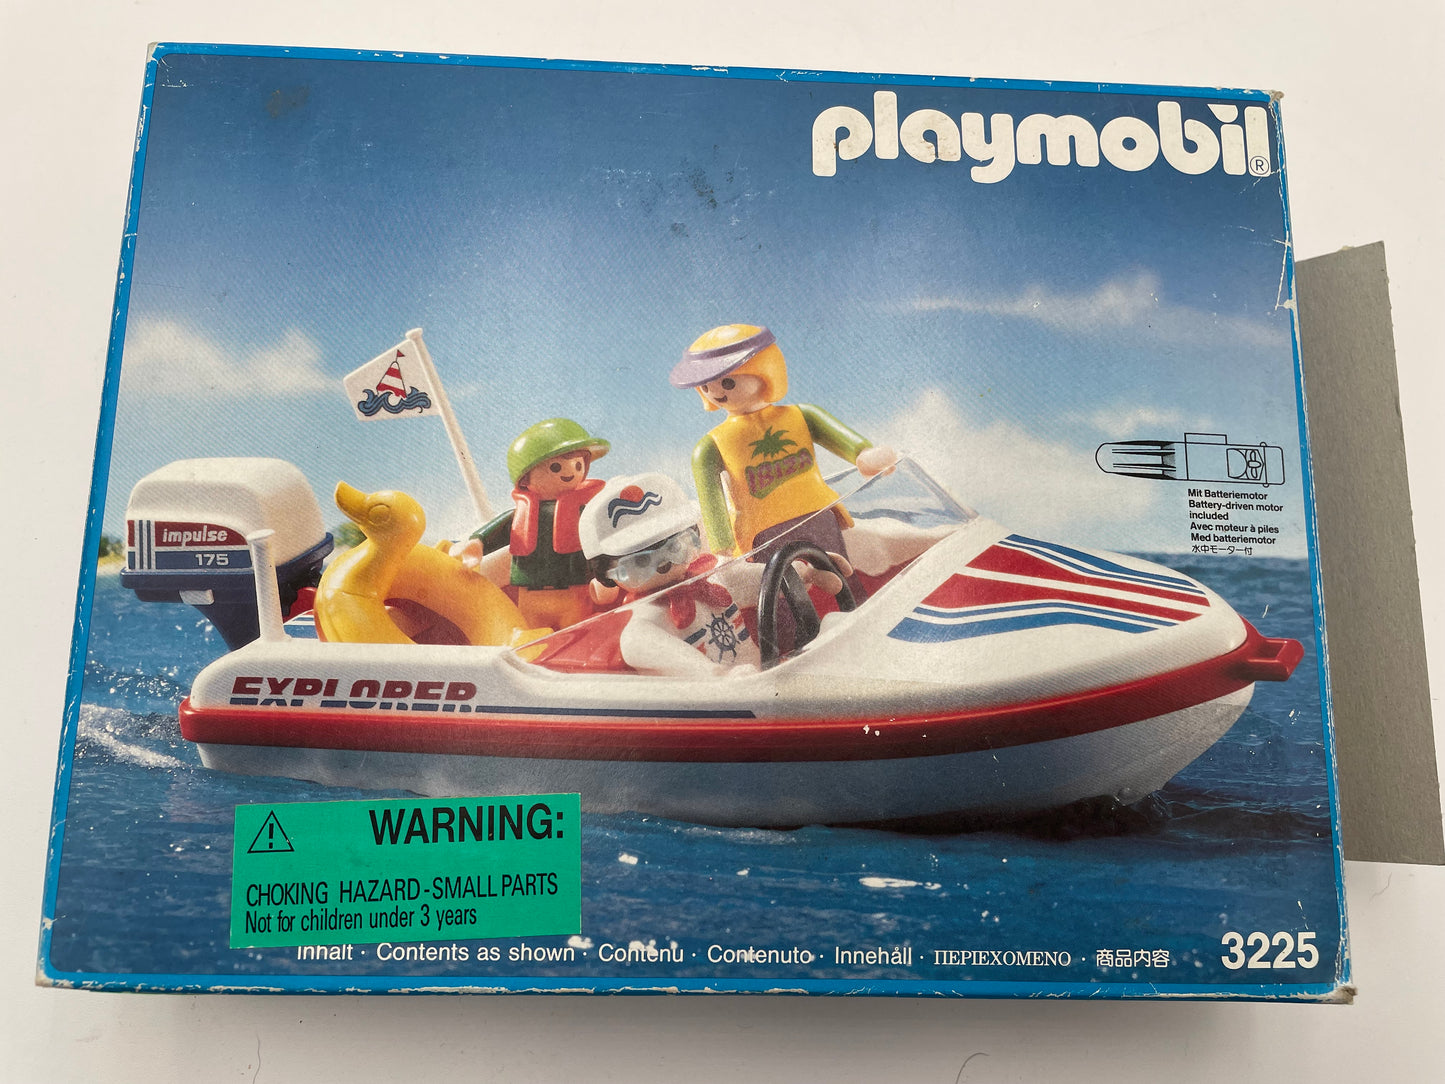 playmobil®
IBIZA
impulse
175
Mit Batteriemotor
Battery-driven motor
included
Avec moteur à piles
Med batteriemotor
水中モーター付
EXPLORER
WARNING:
CHOKING HAZARD-SMALL PARTS
Not for children under 3 years
Inhalt · Contents as shown · Contenu · Contenuto · Innehåll · ΠΕΡΙΕΧΟΜΕΝΟ · 商品内容
3225